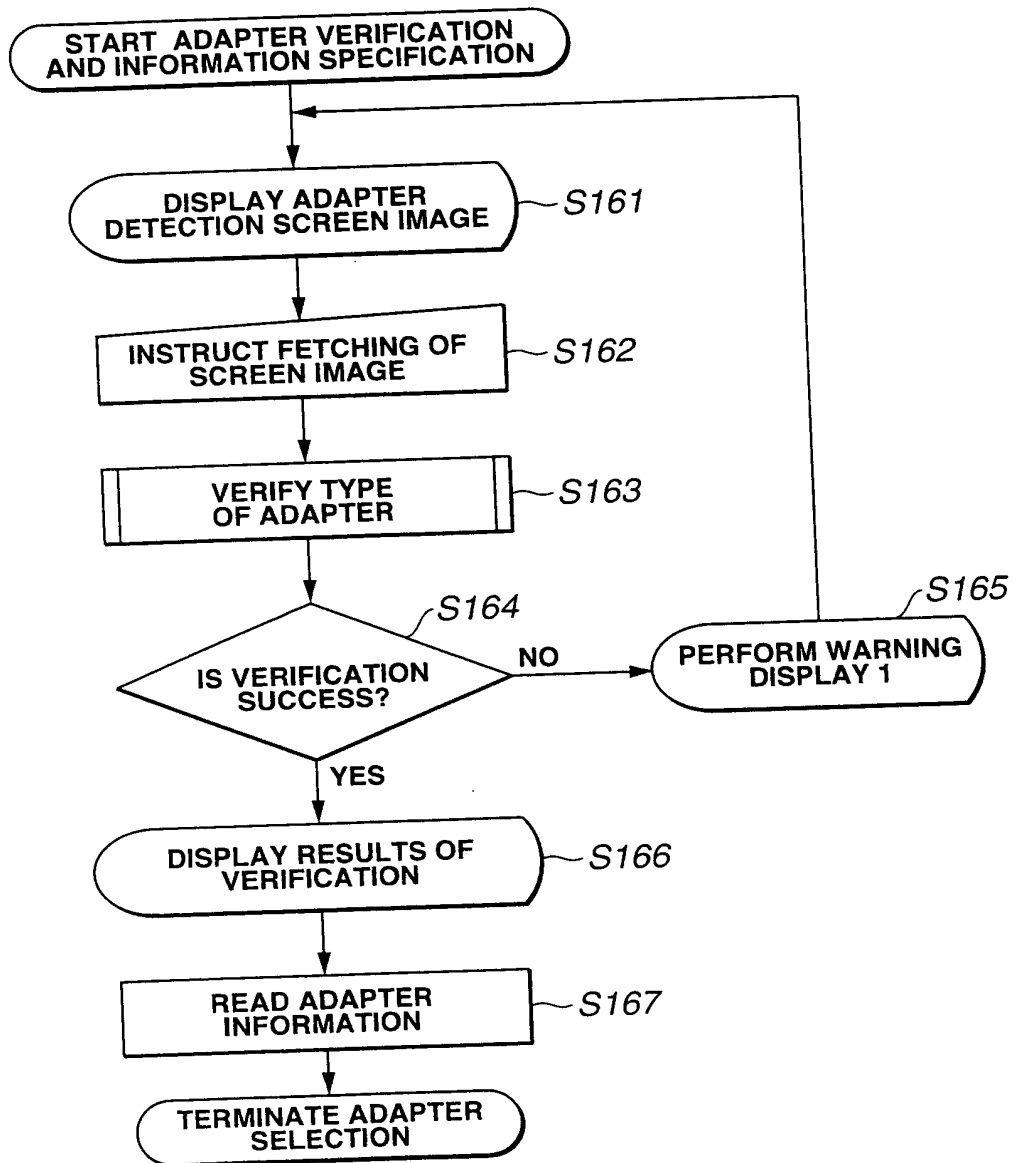 START ADAPTER VERIFICATION
AND INFORMATION SPECIFICATION
DISPLAY ADAPTER
DETECTION SCREEN IMAGE
S161
INSTRUCT FETCHING OF
SCREEN IMAGE
S162
VERIFY TYPE
OF ADAPTER
S163
S164
IS VERIFICATION
SUCCESS?
NO
S165
PERFORM WARNING
DISPLAY 1
YES
DISPLAY RESULTS OF
VERIFICATION
S166
READ ADAPTER
INFORMATION
S167
TERMINATE ADAPTER
SELECTION